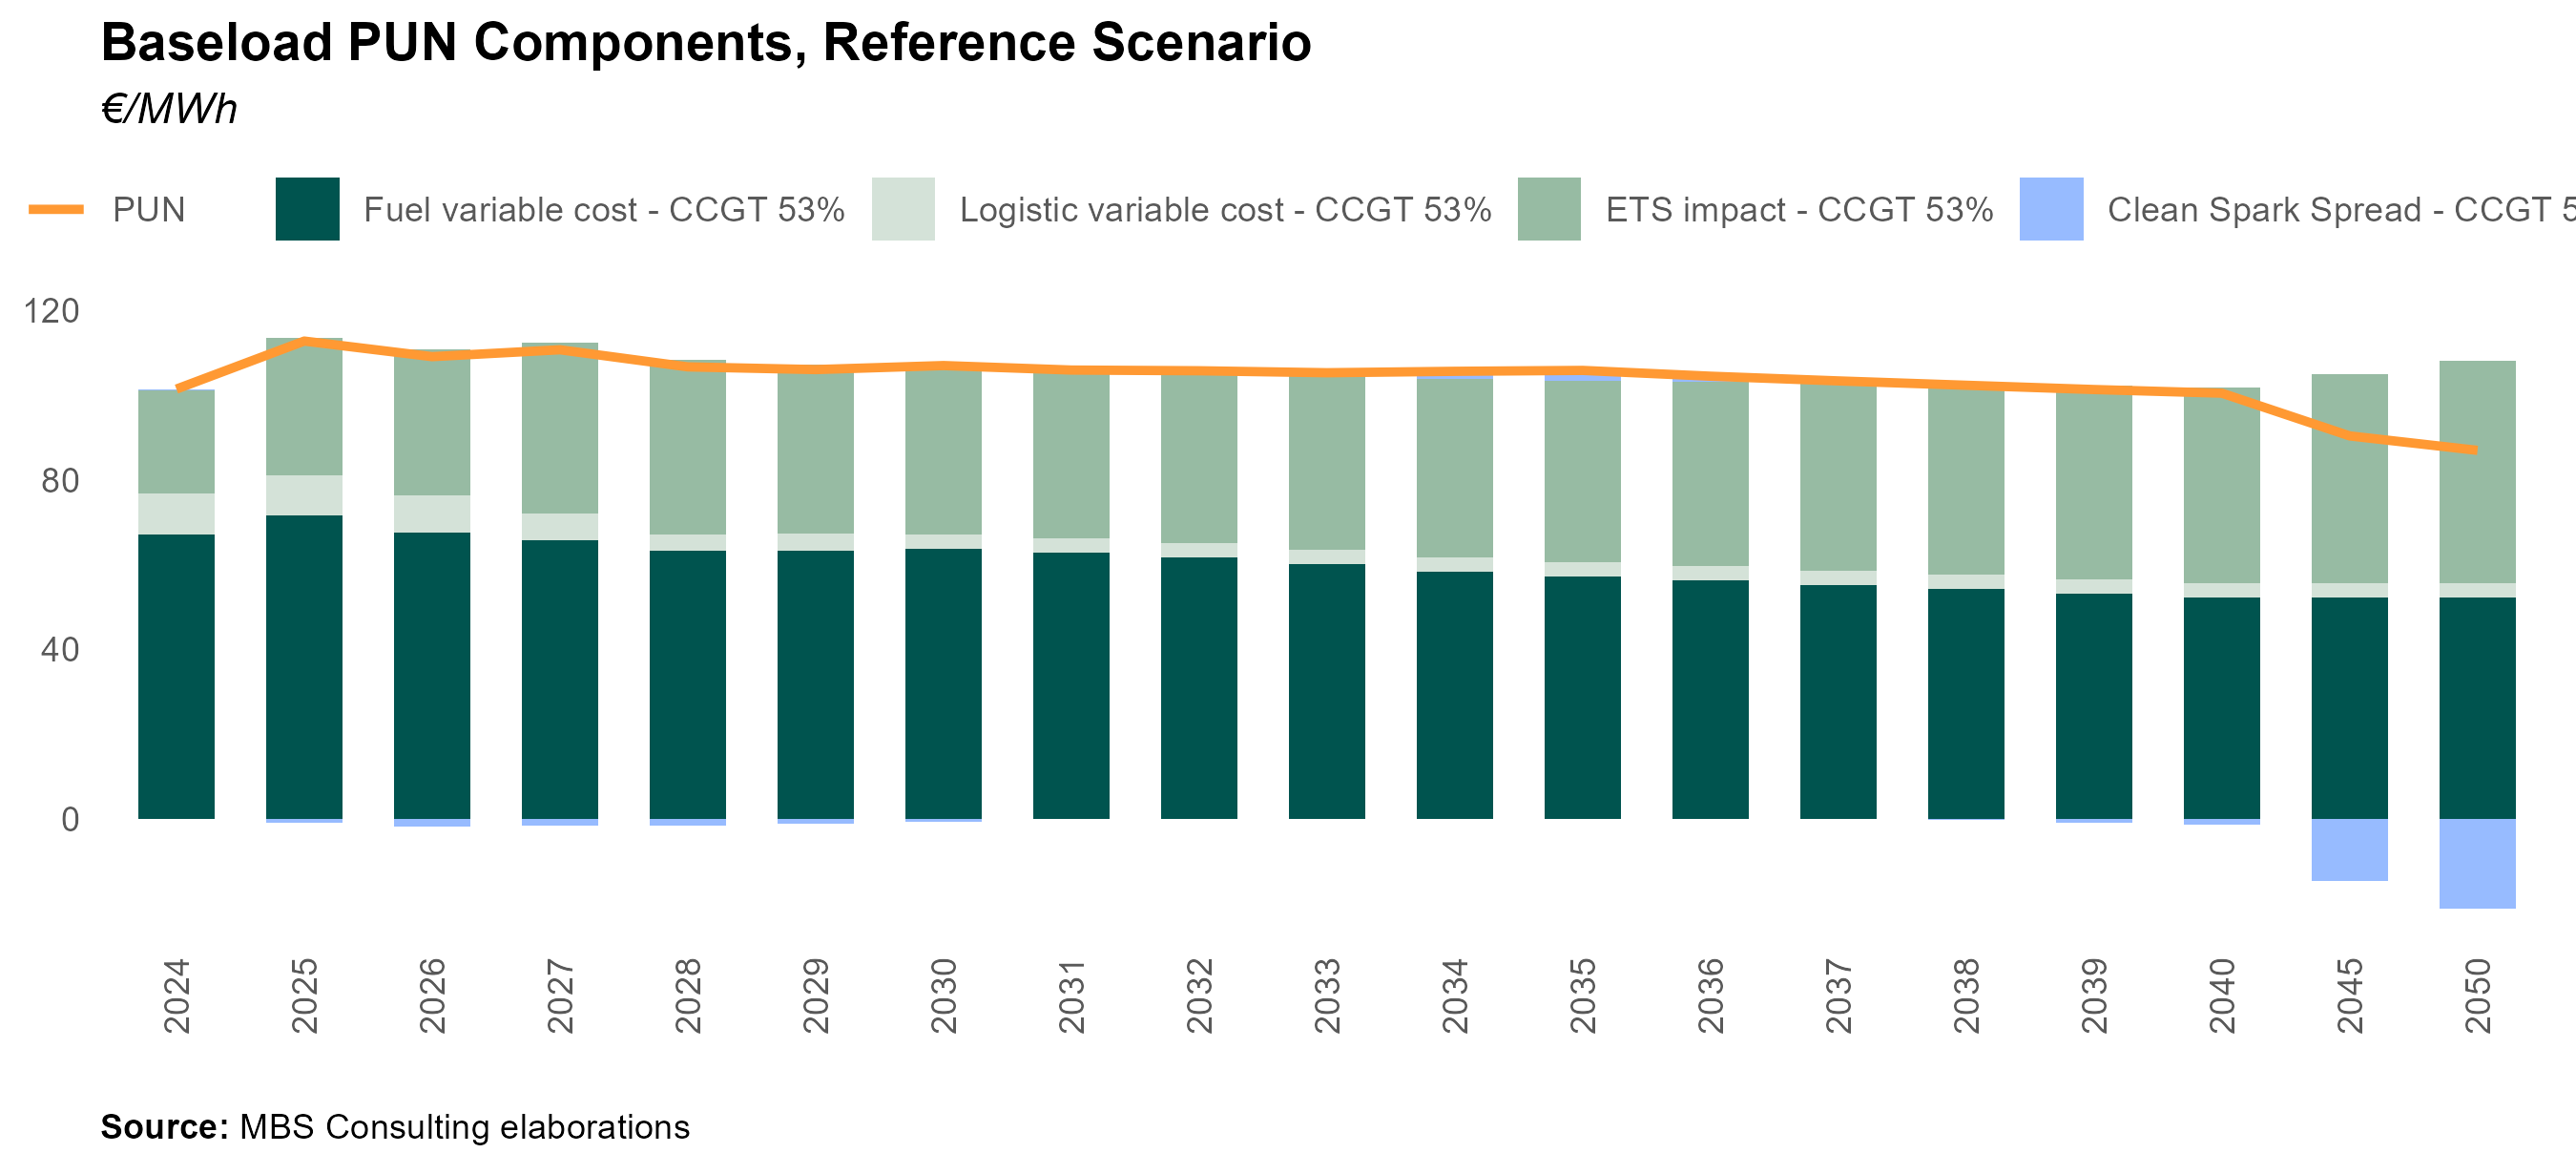 Baseload PUN Components, Reference Scenario
€/MWh
PUN Fuel variable cost - CCGT 53% Logistic variable cost - CCGT 53% ETS impact - CCGT 53% Clean Spark Spread - CCGT 5
120
80
40
0
2024 2025 2026 2027 2028 2029 2030 2031 2032 2033 2034 2035 2036 2037 2038 2039 2040 2045 2050
Source: MBS Consulting elaborations